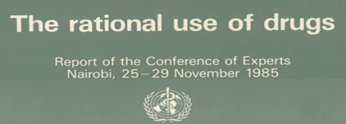 The rational use of drugs
Report of the Conference of Experts
Nairobi, 25–29 November 1985